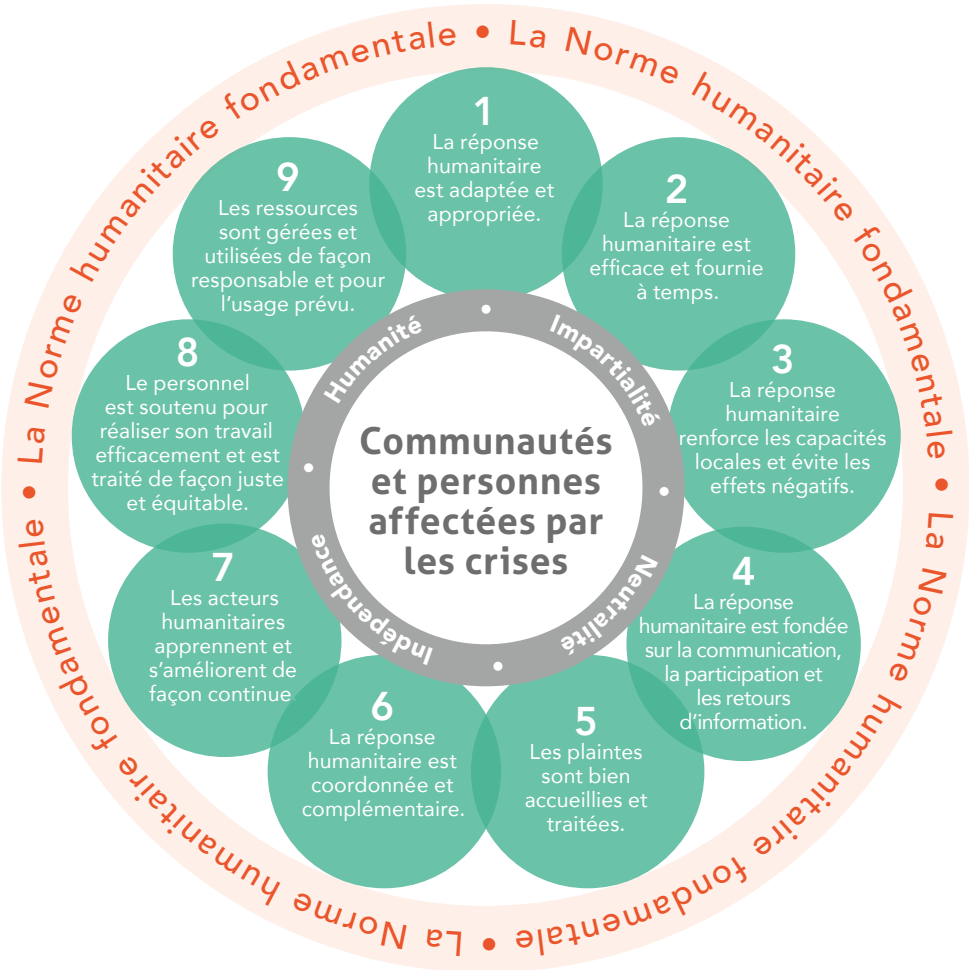 La Norme humanitaire fondamentale • La Norme humanitaire fondamentale • La Norme humanitaire fondamentale • La Norme humanitaire fondamentale •
1
La réponse
humanitaire
est adaptée et
appropriée.
2
La réponse
humanitaire est
efficace et fournie
à temps.
3
La réponse
humanitaire
renforce les capacités
locales et évite les
effets négatifs.
4
La réponse
humanitaire est fondée
sur la communication,
la participation et
les retours
d'information.
5
Les plaintes
sont bien
accueillies et
traitées.
6
La réponse
humanitaire est
coordonnée et
complémentaire.
7
Les acteurs
humanitaires
apprennent et
s'améliorent de
façon continue
8
Le personnel
est soutenu pour
réaliser son travail
efficacement et est
traité de façon juste
et équitable.
9
Les ressources
sont gérées et
utilisées de façon
responsable et pour
l'usage prévu.
Humanité • Impartialité • Neutralité • Indépendance •
Communautés
et personnes
affectées par
les crises